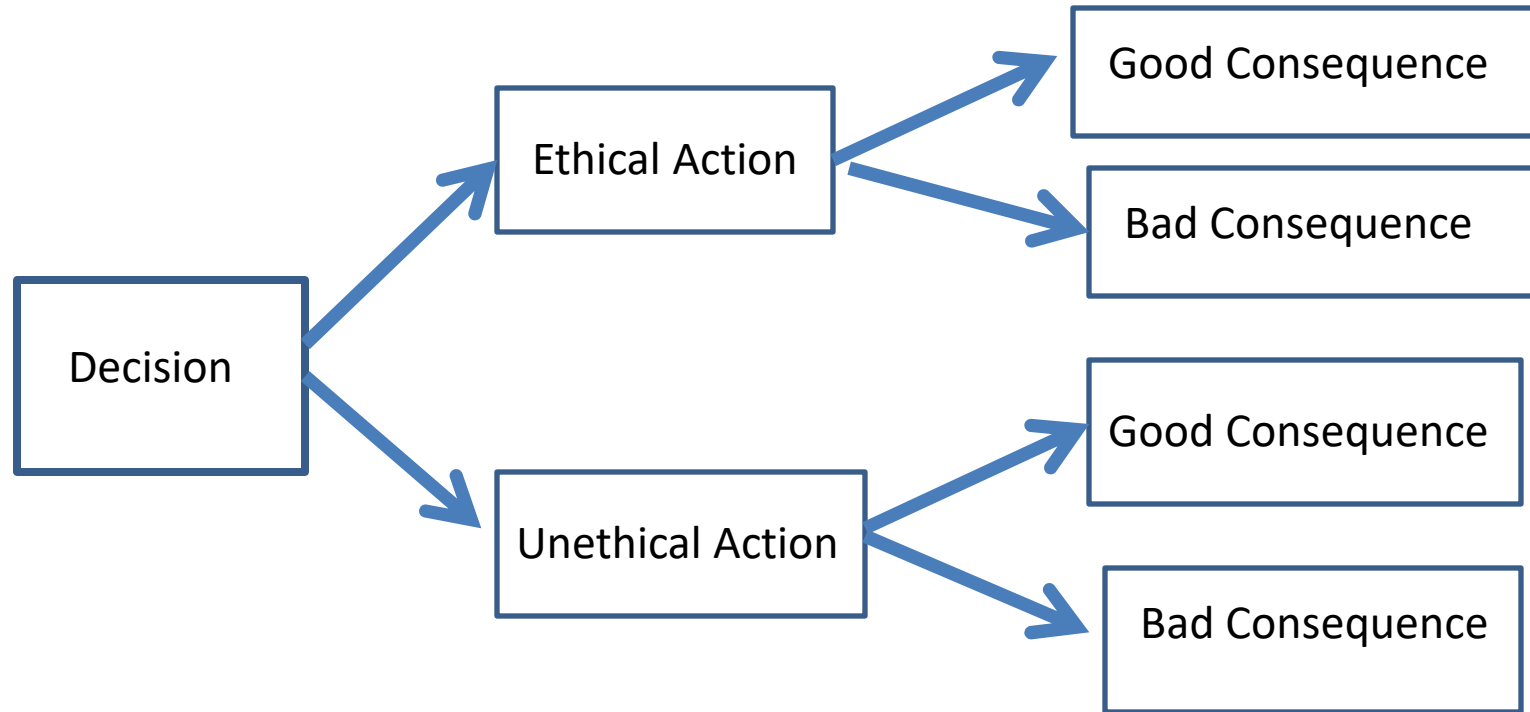 Good Consequence
Ethical Action
Bad Consequence
Decision
Good Consequence
Unethical Action
Bad Consequence